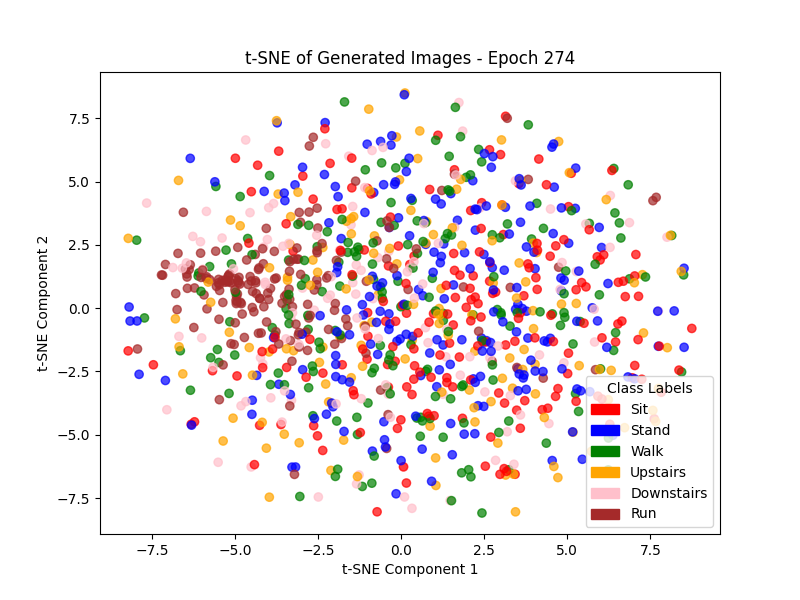 t-SNE of Generated Images - Epoch 274
t-SNE Component 2
7.5
5.0
2.5
0.0
−2.5
−5.0
−7.5
−7.5
−5.0
−2.5
0.0
2.5
5.0
7.5
t-SNE Component 1
Class Labels
Sit
Stand
Walk
Upstairs
Downstairs
Run